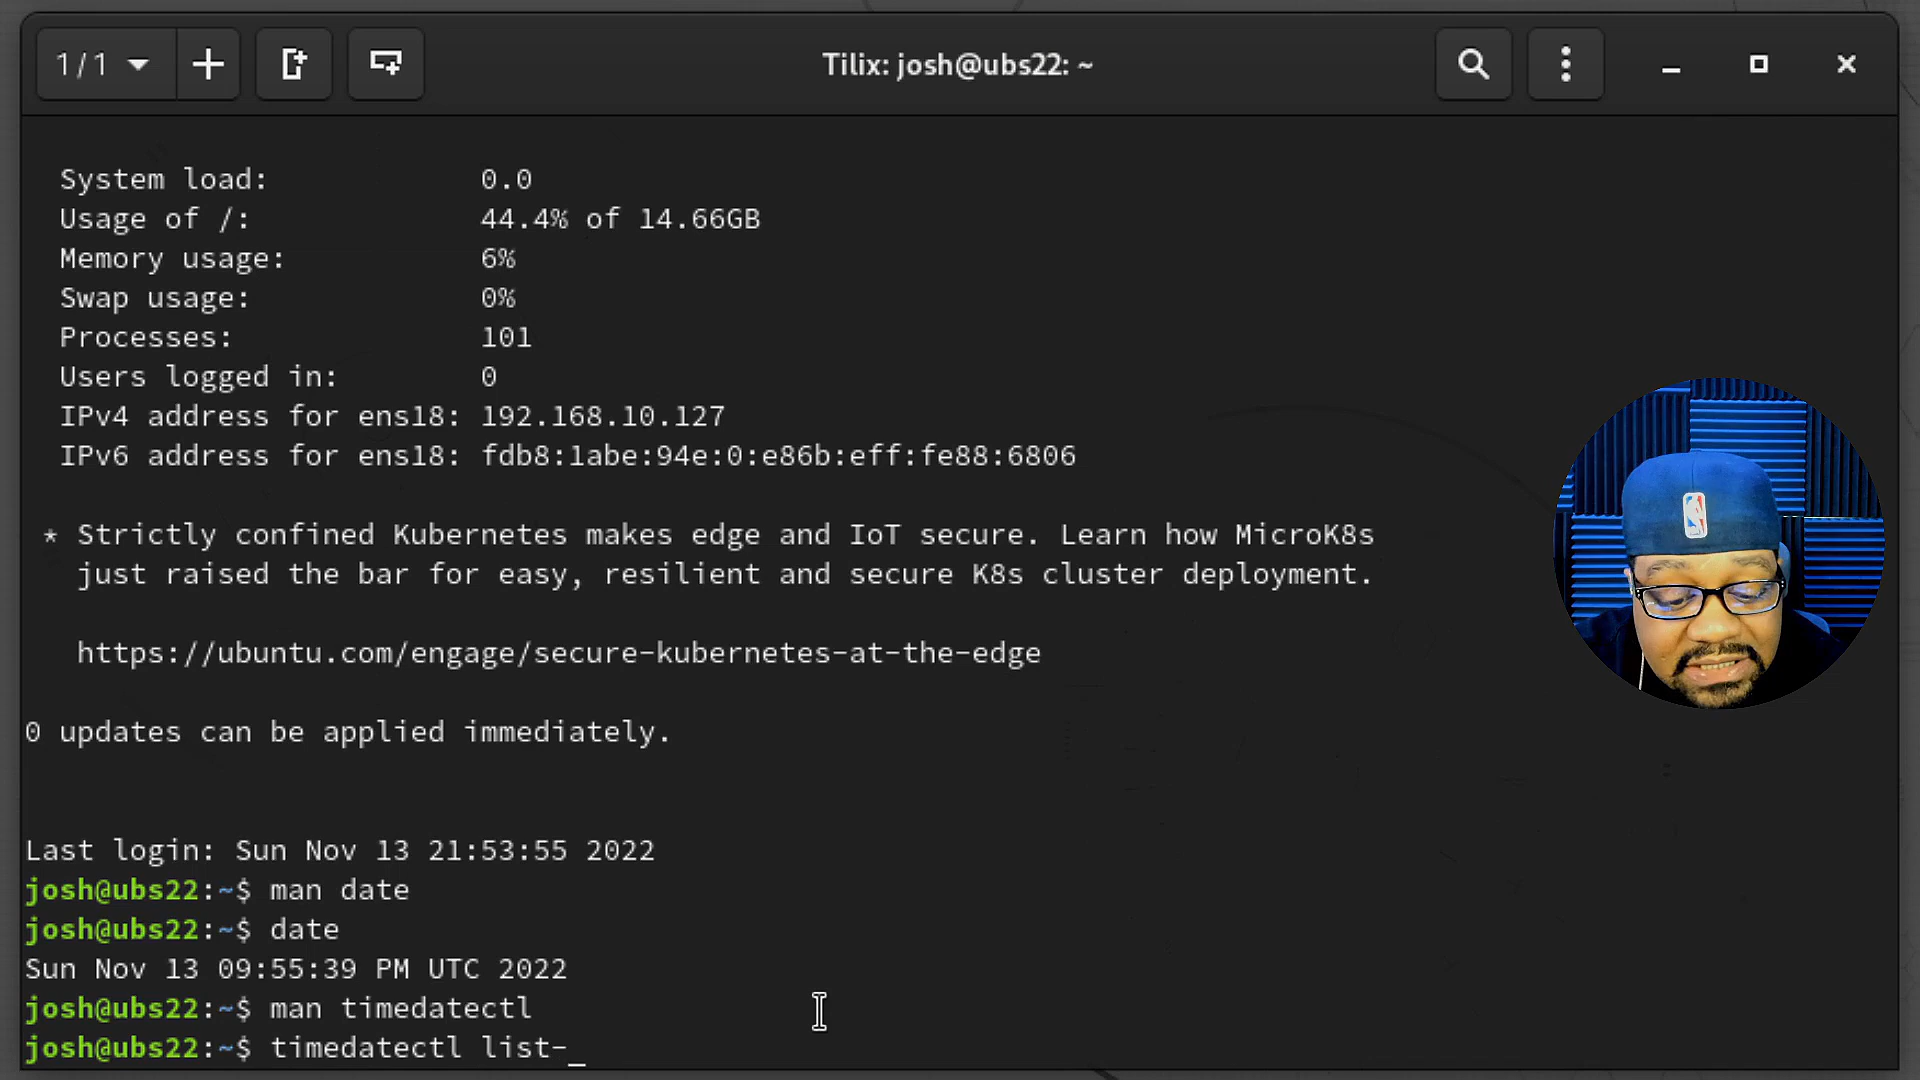 1/1
Tilix: josh@ubs22: ~
System load: 0.0
Usage of /: 44.4% of 14.66GB
Memory usage: 6%
Swap usage: 0%
Processes: 101
Users logged in: 0
IPv4 address for ens18: 192.168.10.127
IPv6 address for ens18: fdb8:1abe:94e:0:e86b:eff:fe88:6806
* Strictly confined Kubernetes makes edge and IoT secure. Learn how MicroK8s
just raised the bar for easy, resilient and secure K8s cluster deployment.
https://ubuntu.com/engage/secure-kubernetes-at-the-edge
0 updates can be applied immediately.
Last login: Sun Nov 13 21:53:55 2022
josh@ubs22:~$ man date
josh@ubs22:~$ date
Sun Nov 13 09:55:39 PM UTC 2022
josh@ubs22:~$ man timedatectl
josh@ubs22:~$ timedatectl list-